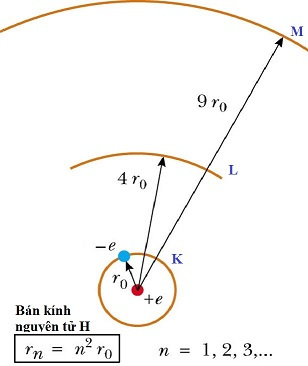 M
9 r₀
L
4 r₀
−e
K
r₀
+e
Bán kính
nguyên tử H
rₙ = n² r₀
n = 1, 2, 3,...